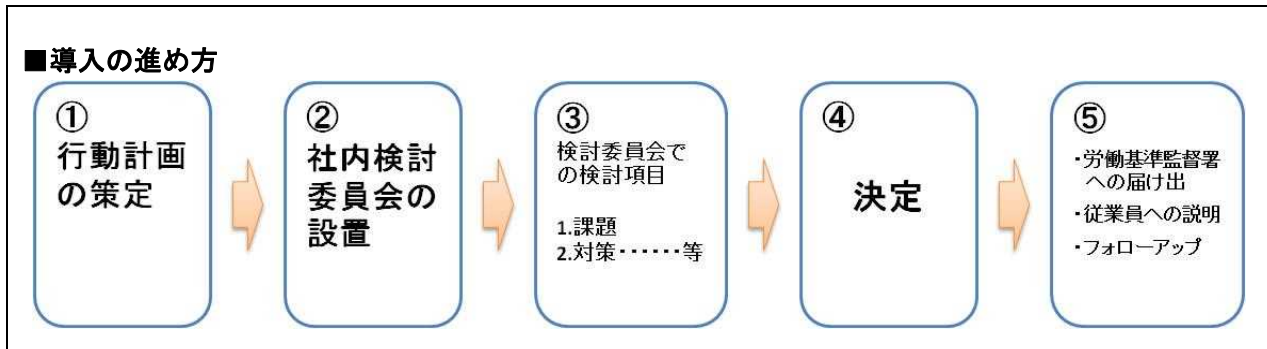 ■導入の進め方
①
行動計画
の策定
②
社内検討
委員会の
設置
③
検討委員会で
の検討項目
1.課題
2.対策‥‥‥等
④
決定
⑤
・労働基準監督署
への届け出
・従業員への説明
・フォローアップ